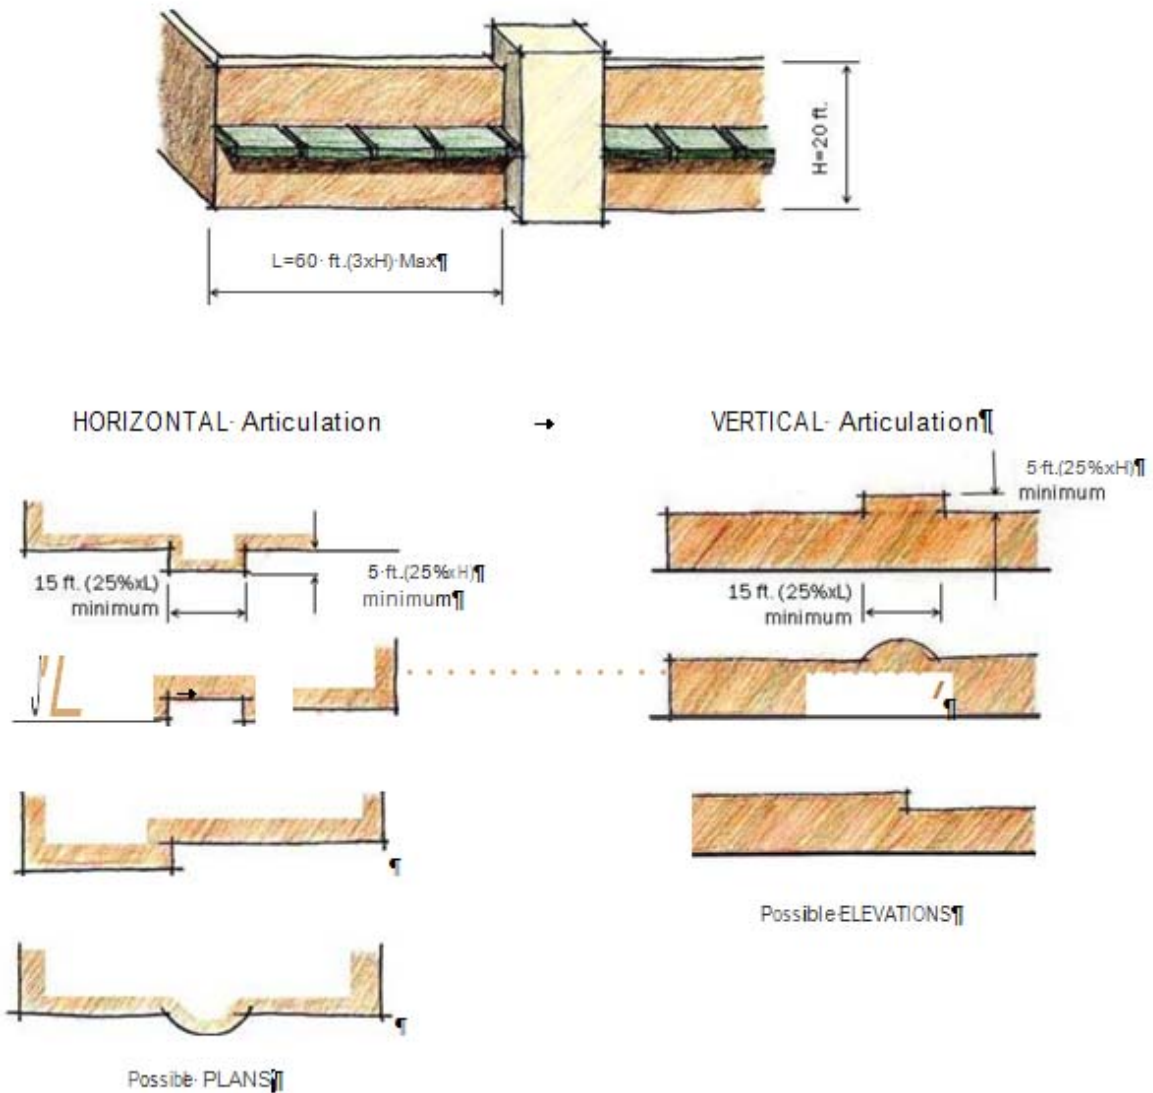 H=20 ft.
L=60· ft.(3xH)·Max¶
HORIZONTAL· Articulation → VERTICAL· Articulation¶
5·ft.(25%xH)¶
minimum
15 ft. (25%xL)
minimum
5·ft.(25%xH)¶
minimum¶
15 ft. (25%xL)
minimum
→
¶
¶
Possible·ELEVATIONS¶
¶
Possible· PLANS¶